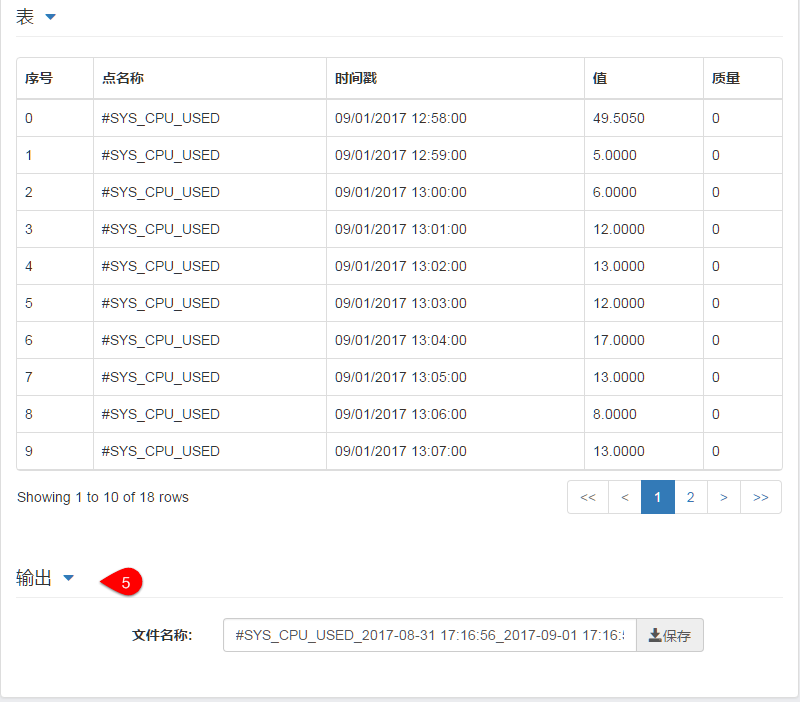 表
序号 点名称 时间戳 值 质量
0 #SYS_CPU_USED 09/01/2017 12:58:00 49.5050 0
1 #SYS_CPU_USED 09/01/2017 12:59:00 5.0000 0
2 #SYS_CPU_USED 09/01/2017 13:00:00 6.0000 0
3 #SYS_CPU_USED 09/01/2017 13:01:00 12.0000 0
4 #SYS_CPU_USED 09/01/2017 13:02:00 13.0000 0
5 #SYS_CPU_USED 09/01/2017 13:03:00 12.0000 0
6 #SYS_CPU_USED 09/01/2017 13:04:00 17.0000 0
7 #SYS_CPU_USED 09/01/2017 13:05:00 13.0000 0
8 #SYS_CPU_USED 09/01/2017 13:06:00 8.0000 0
9 #SYS_CPU_USED 09/01/2017 13:07:00 13.0000 0
Showing 1 to 10 of 18 rows << < 1 2 > >>
输出 5
文件名称: #SYS_CPU_USED_2017-08-31 17:16:56_2017-09-01 17:16: 保存